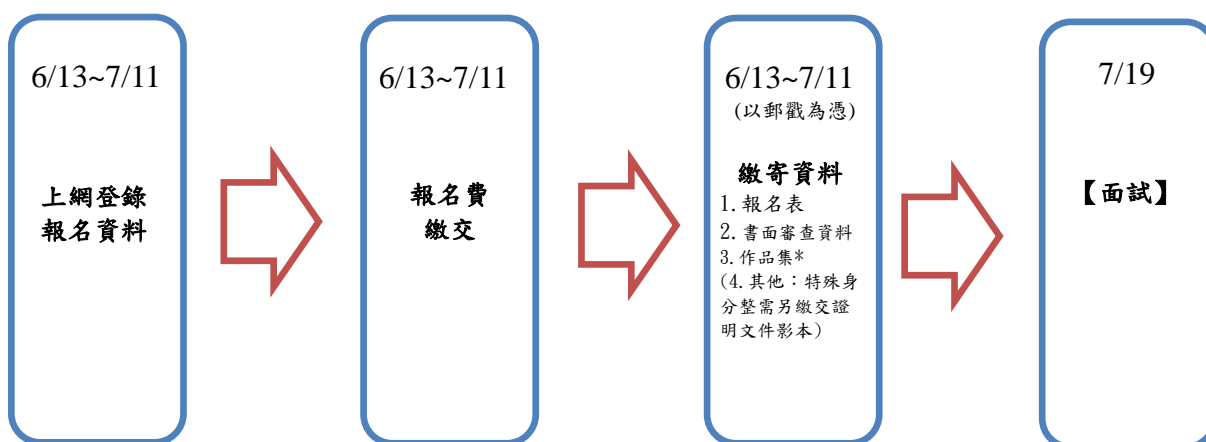 6/13~7/11
上網登錄
報名資料
6/13~7/11
報名費
繳交
6/13~7/11
(以郵戳為憑)
繳寄資料
1.報名表
2.書面審查資料
3.作品集*
(4.其他：特殊身
分整需另繳交證
明文件影本)
7/19
【面試】